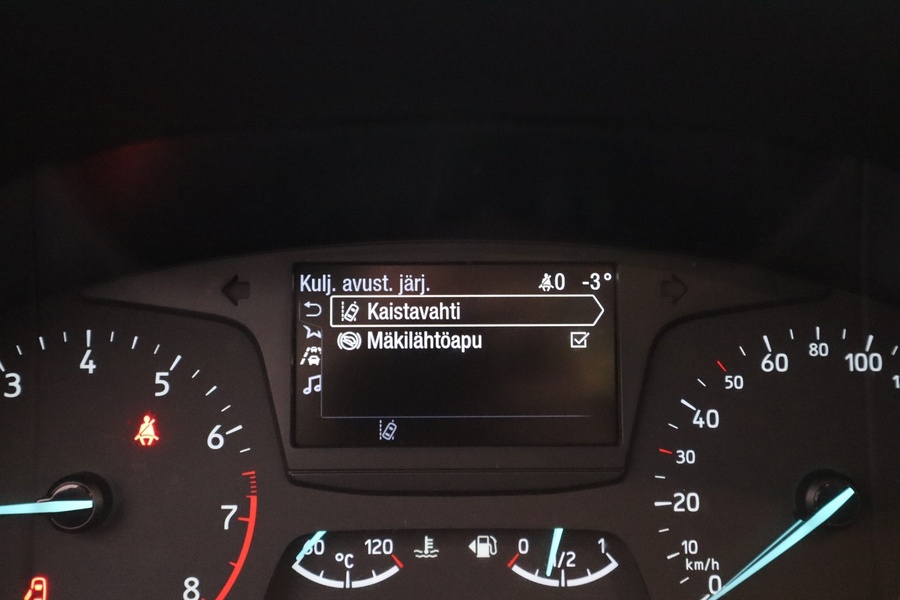 Kulj. avust. järj. 0 -3°
Kaistavahti
Mäkilähtöapu
3 4 5 6 7 8
0 10 20 30 40 50 60 80 100
km/h
60 °C 120
0 1/2 1